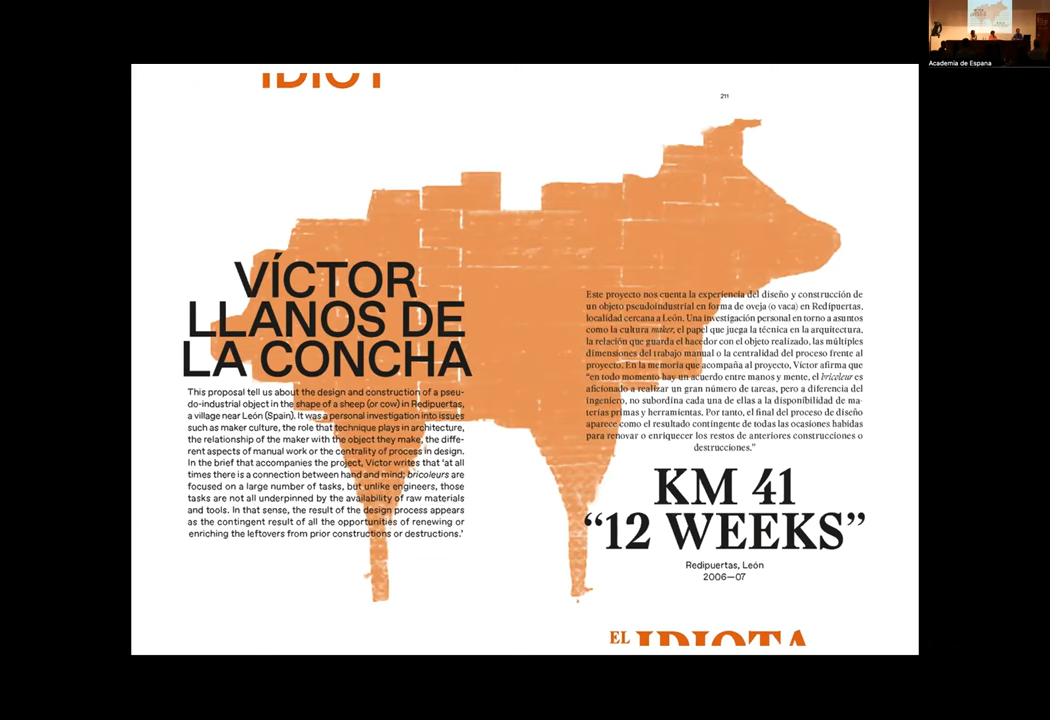 Academia de Espana
IDIOT
211
VÍCTOR
LLANOS DE
LA CONCHA
This proposal tell us about the design and construction of a pseu-
do-industrial object in the shape of a sheep (or cow) in Redipuertas,
a village near León (Spain). It was a personal investigation into issues
such as maker culture, the role that technique plays in architecture,
the relationship of the maker with the object they make, the diffe-
rent aspects of manual work or the centrality of process in design.
In the brief that accompanies the project, Víctor writes that ‘at all
times there is a connection between hand and mind; bricoleurs are
focused on a large number of tasks, but unlike engineers, those
tasks are not all underpinned by the availability of raw materials
and tools. In that sense, the result of the design process appears
as the contingent result of all the opportunities of renewing or
enriching the leftovers from prior constructions or destructions.’
Este proyecto nos cuenta la experiencia del diseño y construcción de
un objeto pseudoindustrial en forma de oveja (o vaca) en Redipuertas,
localidad cercana a León. Una investigación personal en torno a asuntos
como la cultura maker, el papel que juega la técnica en la arquitectura,
la relación que guarda el hacedor con el objeto realizado, las múltiples
dimensiones del trabajo manual o la centralidad del proceso frente al
proyecto. En la memoria que acompaña al proyecto, Víctor afirma que
“en todo momento hay un acuerdo entre manos y mente, el bricoleur es
aficionado a realizar un gran número de tareas, pero a diferencia del
ingeniero, no subordina cada una de ellas a la disponibilidad de ma-
terias primas y herramientas. Por tanto, el final del proceso de diseño
aparece como el resultado contingente de todas las ocasiones habidas
para renovar o enriquecer los restos de anteriores construcciones o
destrucciones.”
KM 41
“12 WEEKS”
Redipuertas, León
2006—07
EL IDIOTA